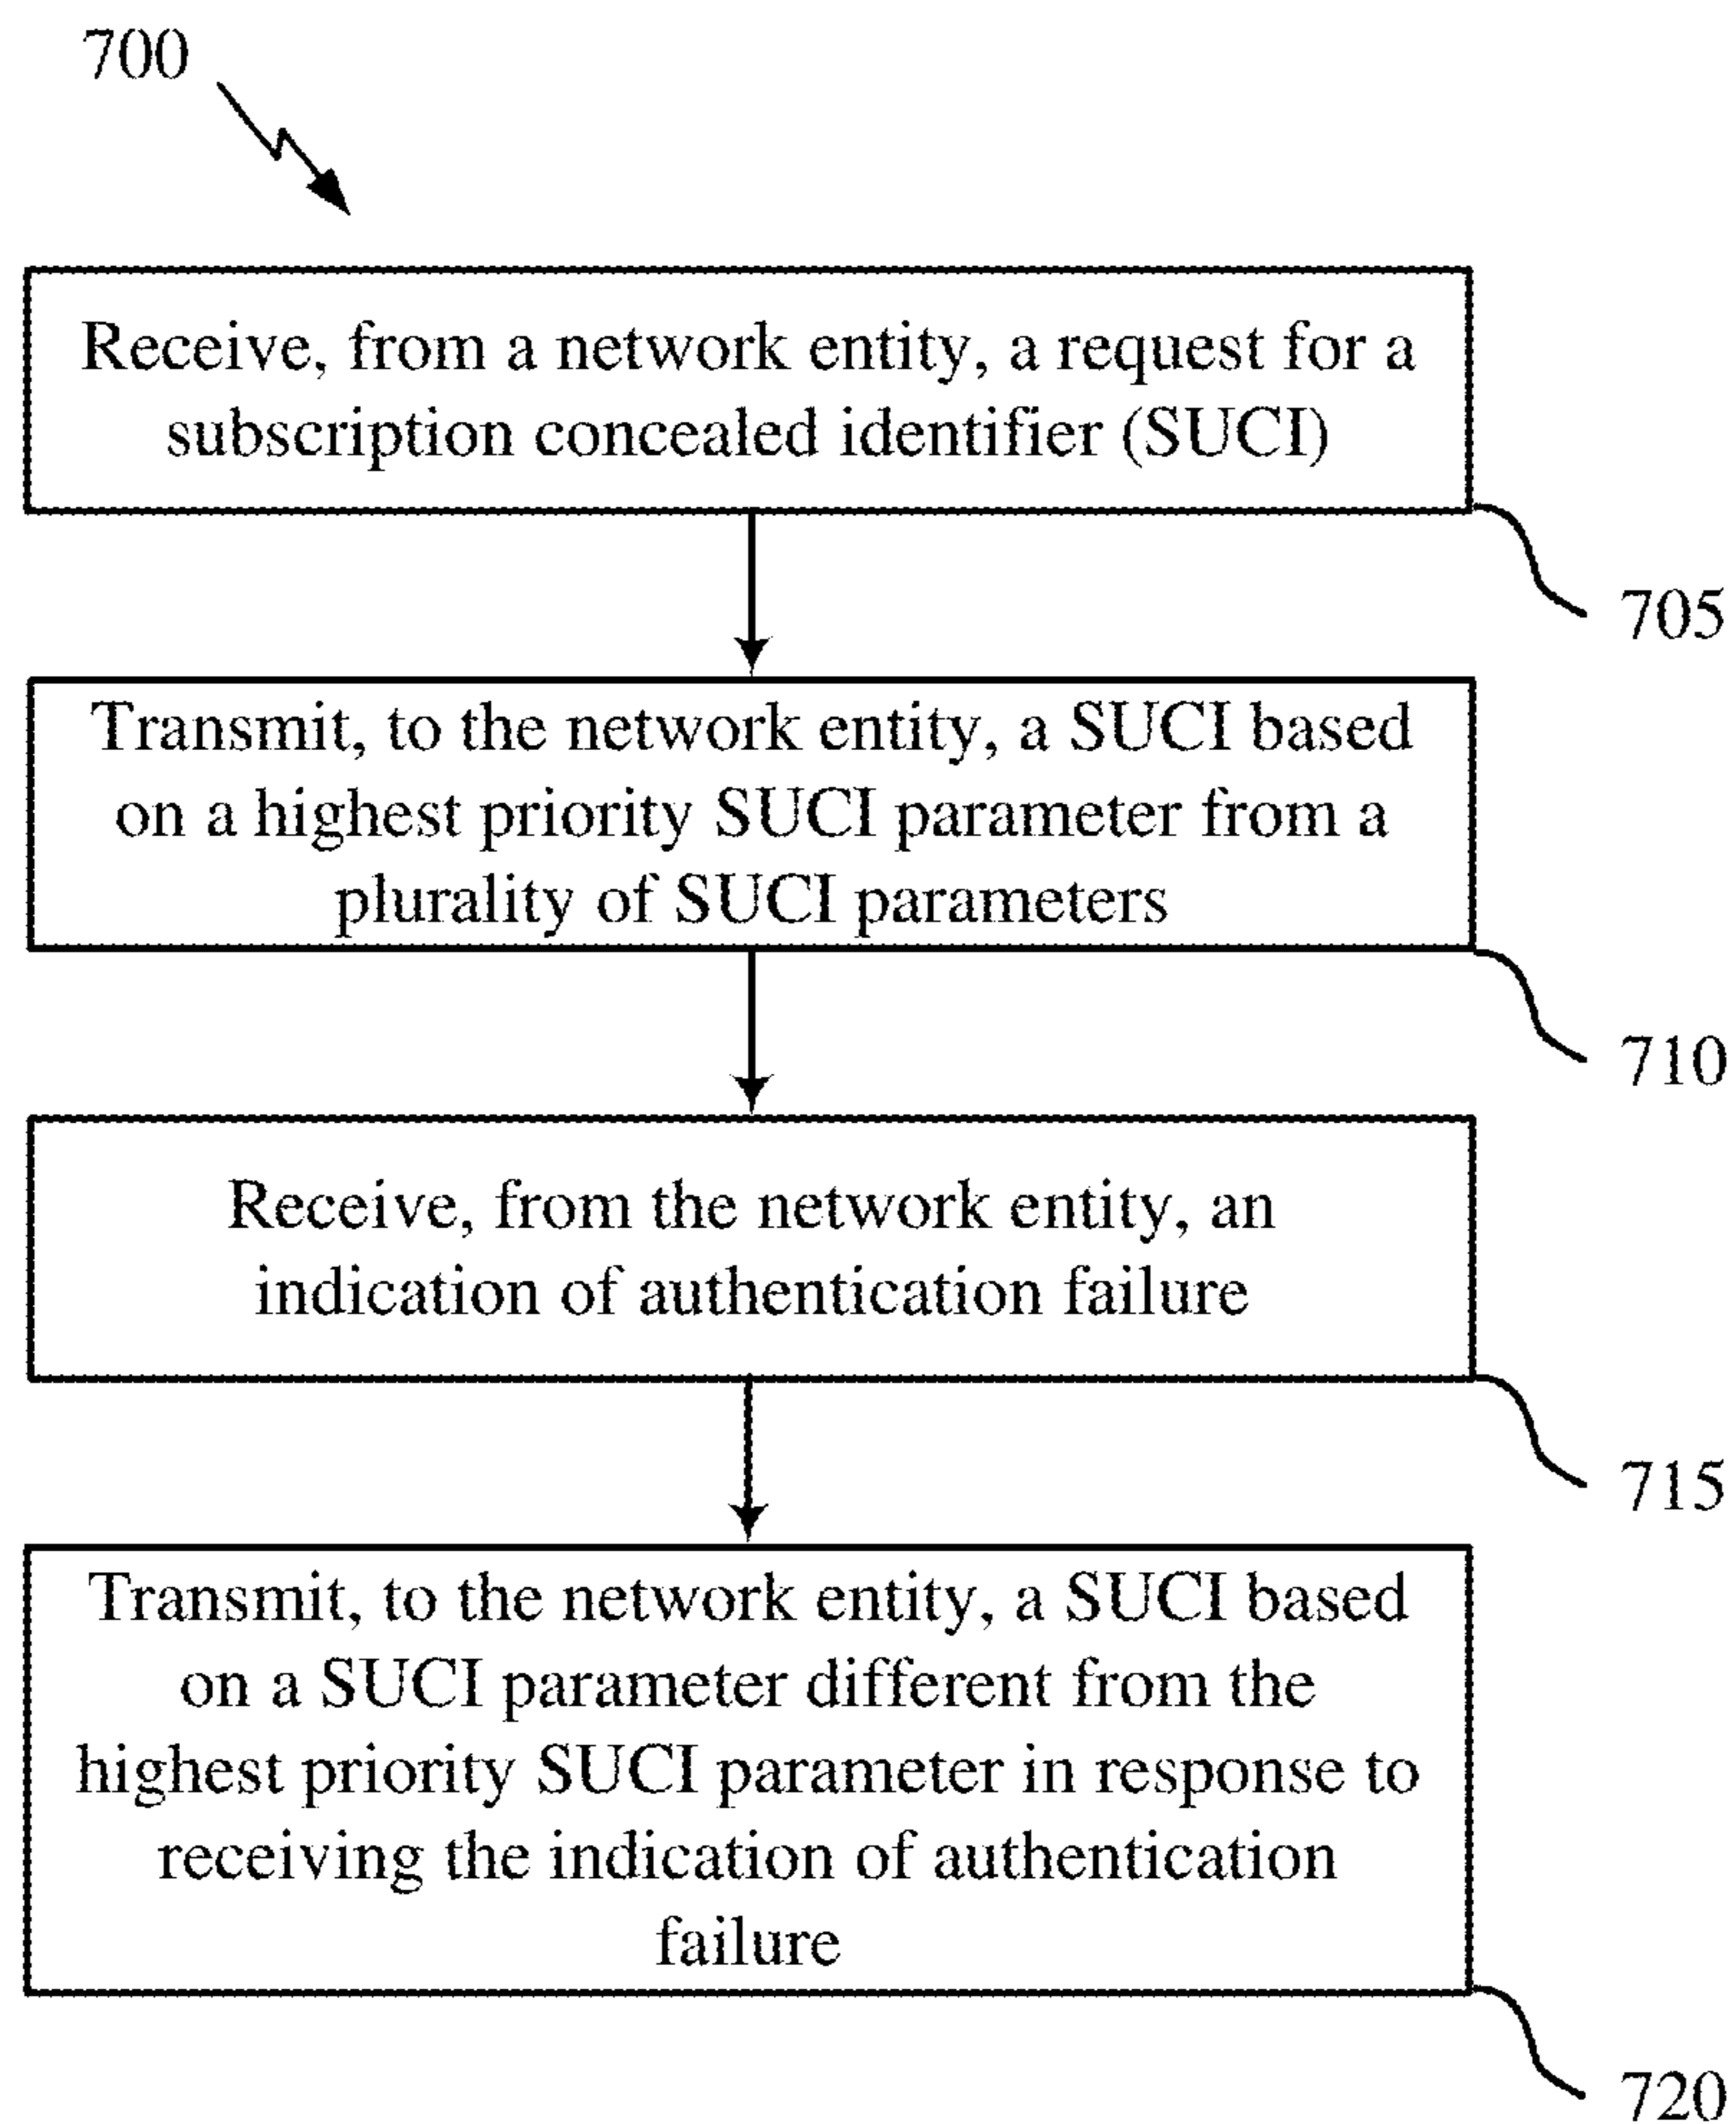 700
Receive, from a network entity, a request for a
subscription concealed identifier (SUCI)
705
Transmit, to the network entity, a SUCI based
on a highest priority SUCI parameter from a
plurality of SUCI parameters
710
Receive, from the network entity, an
indication of authentication failure
715
Transmit, to the network entity, a SUCI based
on a SUCI parameter different from the
highest priority SUCI parameter in response to
receiving the indication of authentication
failure
720